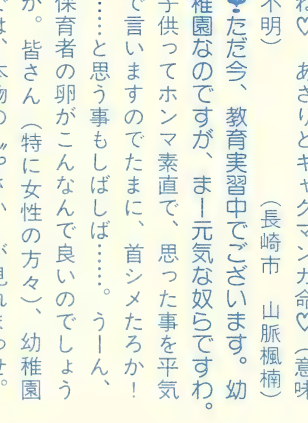 ね♡ あさりとキングマンが命♡（意味
不明）　（長崎市　山脇楓楠）
ただ今、教育実習中でございます。幼
稚園なのですが、まー元気な奴らですわ。
子供ってホンマ素直で、思った事を平気
で言いますのでたまに、首シメたろか！
……と思う事もしばしば……。うーん、
保育者の卵がこんなんで良いのでしょう
か。皆さん（特に女性の方々）、幼稚園